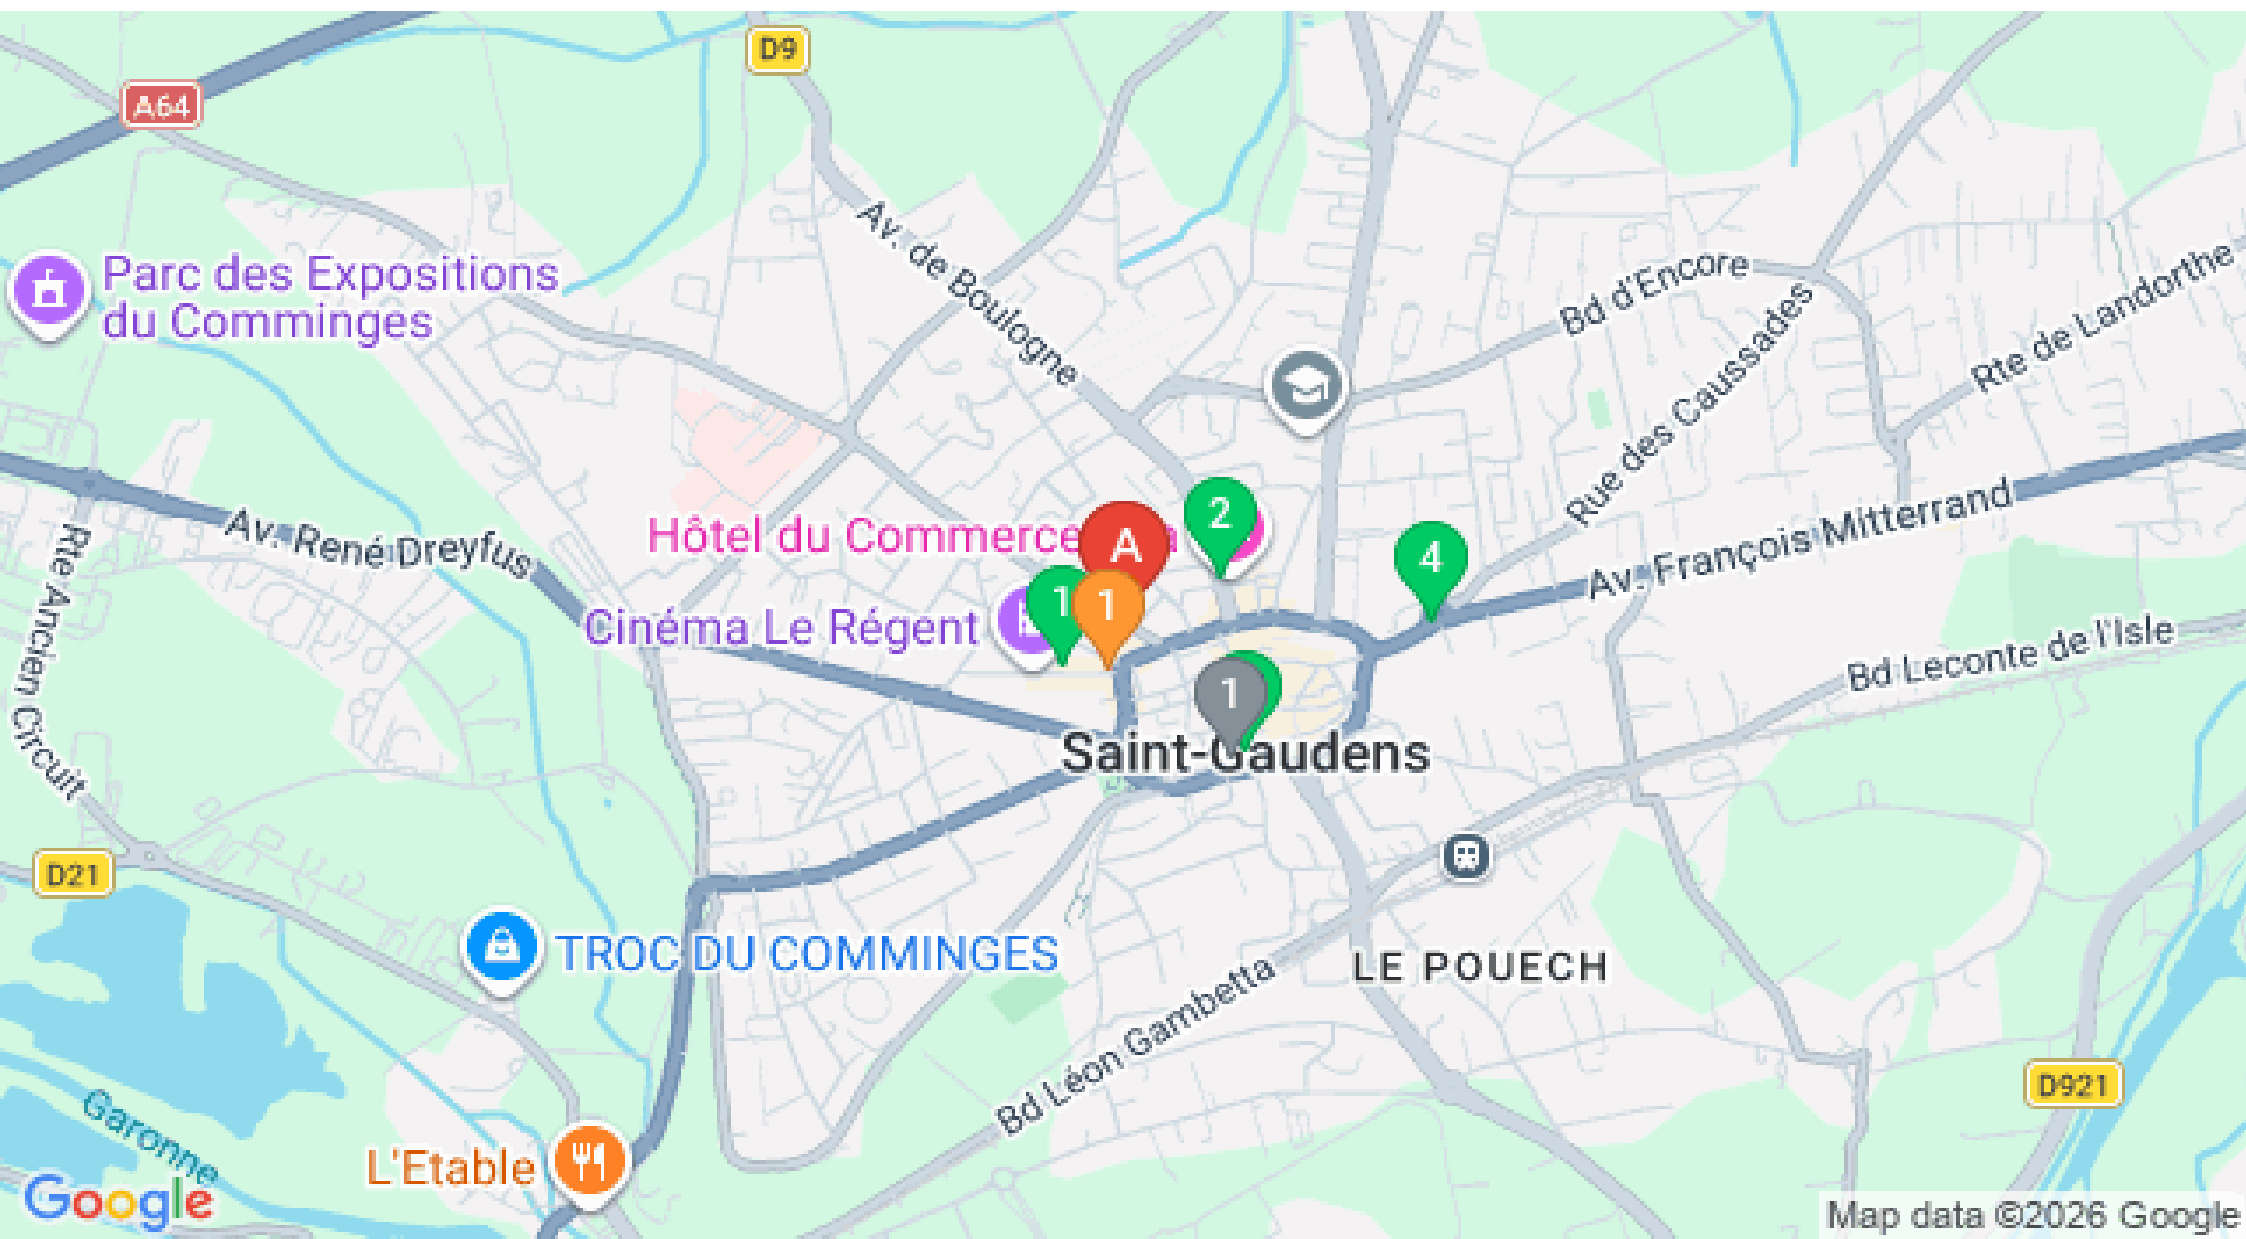 D9
A64
Av. de Boulogne
Parc des Expositions
du Comminges
Bd d'Encore
Rte de Landorthe
Rue des Caussades
Av. René Dreyfus
Hôtel du Commerce
A
2
4
Av. François Mitterrand
Cinéma Le Régent
1
1
Rte Ancien Circuit
Bd Leconte de l'Isle
1
Saint-Gaudens
D21
TROC DU COMMINGES
LE POUECH
Bd Léon Gambetta
D921
Garonne
L'Etable
Google
Map data ©2026 Google